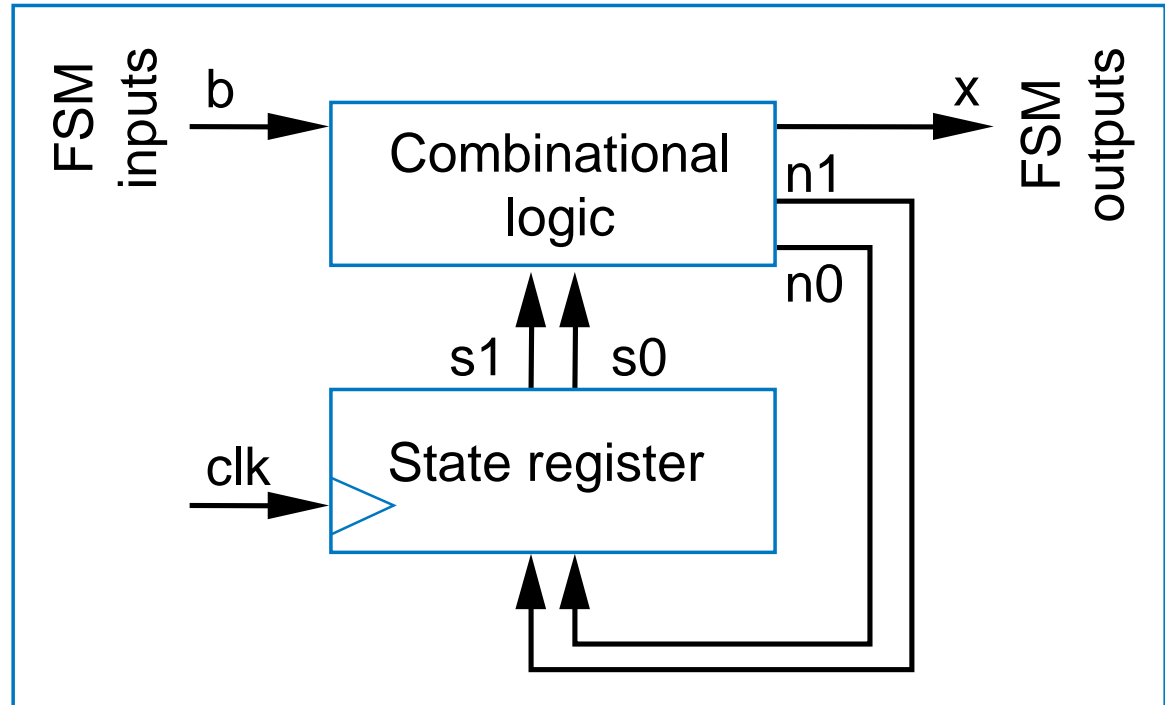 FSM
inputs
b
x
FSM
outputs
Combinational
logic
n1
n0
s1
s0
clk
State register